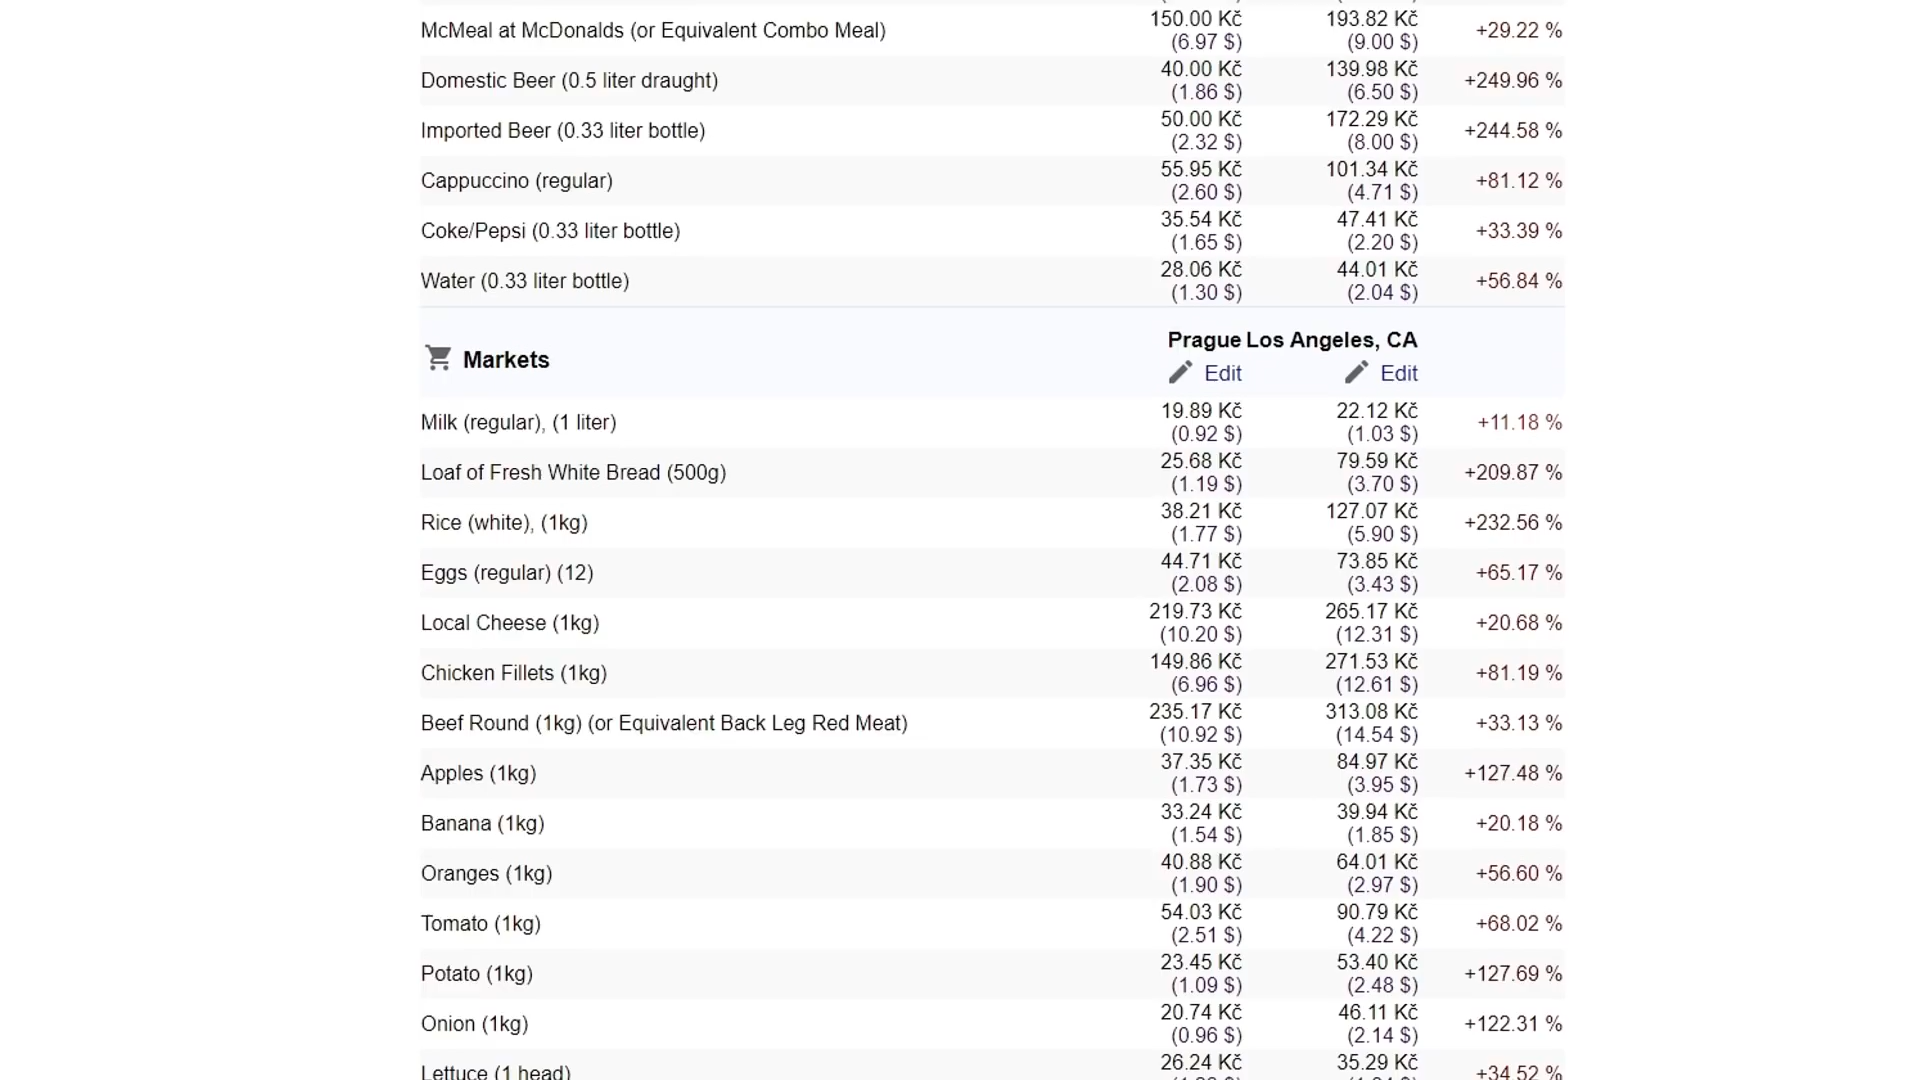 McMeal at McDonalds (or Equivalent Combo Meal) 150.00 Kč 193.82 Kč +29.22 %
(6.97 $) (9.00 $)
Domestic Beer (0.5 liter draught) 40.00 Kč 139.98 Kč +249.96 %
(1.86 $) (6.50 $)
Imported Beer (0.33 liter bottle) 50.00 Kč 172.29 Kč +244.58 %
(2.32 $) (8.00 $)
Cappuccino (regular) 55.95 Kč 101.34 Kč +81.12 %
(2.60 $) (4.71 $)
Coke/Pepsi (0.33 liter bottle) 35.54 Kč 47.41 Kč +33.39 %
(1.65 $) (2.20 $)
Water (0.33 liter bottle) 28.06 Kč 44.01 Kč +56.84 %
(1.30 $) (2.04 $)
Markets Prague Los Angeles, CA
Edit Edit
Milk (regular), (1 liter) 19.89 Kč 22.12 Kč +11.18 %
(0.92 $) (1.03 $)
Loaf of Fresh White Bread (500g) 25.68 Kč 79.59 Kč +209.87 %
(1.19 $) (3.70 $)
Rice (white), (1kg) 38.21 Kč 127.07 Kč +232.56 %
(1.77 $) (5.90 $)
Eggs (regular) (12) 44.71 Kč 73.85 Kč +65.17 %
(2.08 $) (3.43 $)
Local Cheese (1kg) 219.73 Kč 265.17 Kč +20.68 %
(10.20 $) (12.31 $)
Chicken Fillets (1kg) 149.86 Kč 271.53 Kč +81.19 %
(6.96 $) (12.61 $)
Beef Round (1kg) (or Equivalent Back Leg Red Meat) 235.17 Kč 313.08 Kč +33.13 %
(10.92 $) (14.54 $)
Apples (1kg) 37.35 Kč 84.97 Kč +127.48 %
(1.73 $) (3.95 $)
Banana (1kg) 33.24 Kč 39.94 Kč +20.18 %
(1.54 $) (1.85 $)
Oranges (1kg) 40.88 Kč 64.01 Kč +56.60 %
(1.90 $) (2.97 $)
Tomato (1kg) 54.03 Kč 90.79 Kč +68.02 %
(2.51 $) (4.22 $)
Potato (1kg) 23.45 Kč 53.40 Kč +127.69 %
(1.09 $) (2.48 $)
Onion (1kg) 20.74 Kč 46.11 Kč +122.31 %
(0.96 $) (2.14 $)
Lettuce (1 head) 26.24 Kč 35.29 Kč +34.52 %